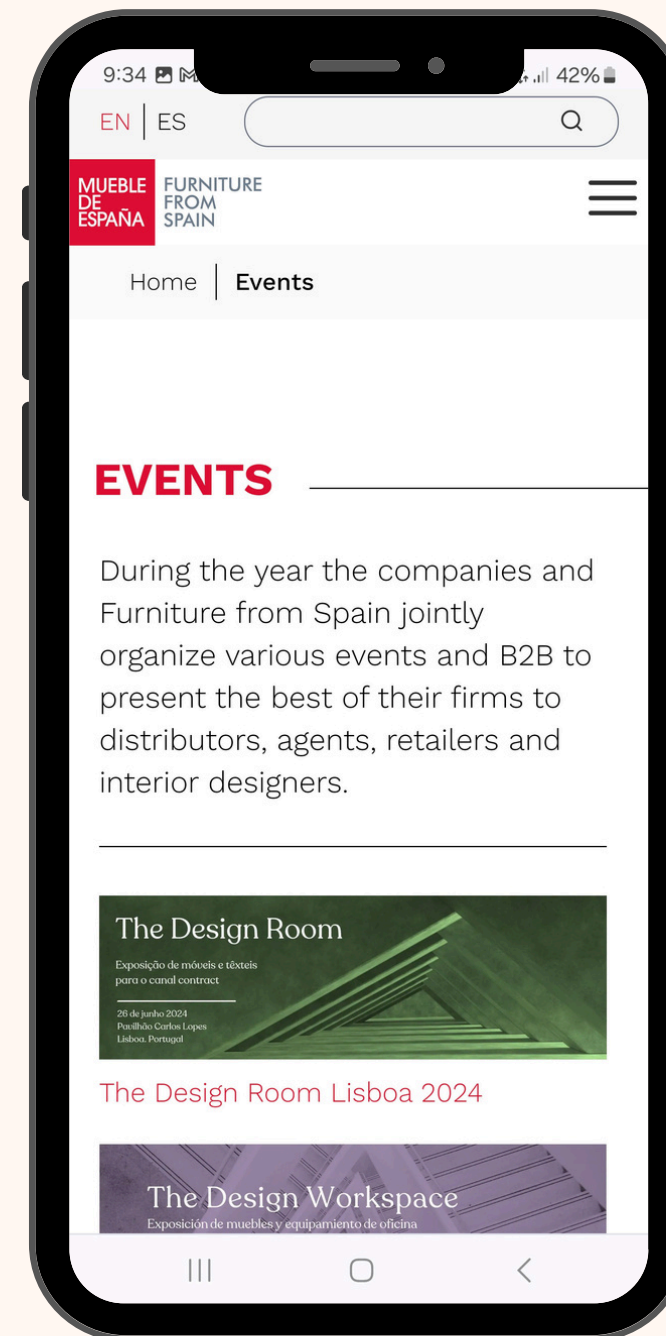 9:34
42%
EN | ES
MUEBLE
DE
ESPAÑA
FURNITURE
FROM
SPAIN
Home | Events
EVENTS
During the year the companies and
Furniture from Spain jointly
organize various events and B2B to
present the best of their firms to
distributors, agents, retailers and
interior designers.
The Design Room
Exposição de móveis e têxteis
para o canal contract
26 de junho 2024
Pavilhão Carlos Lopes
Lisboa. Portugal
The Design Room Lisboa 2024
The Design Workspace
Exposición de muebles y equipamiento de oficina